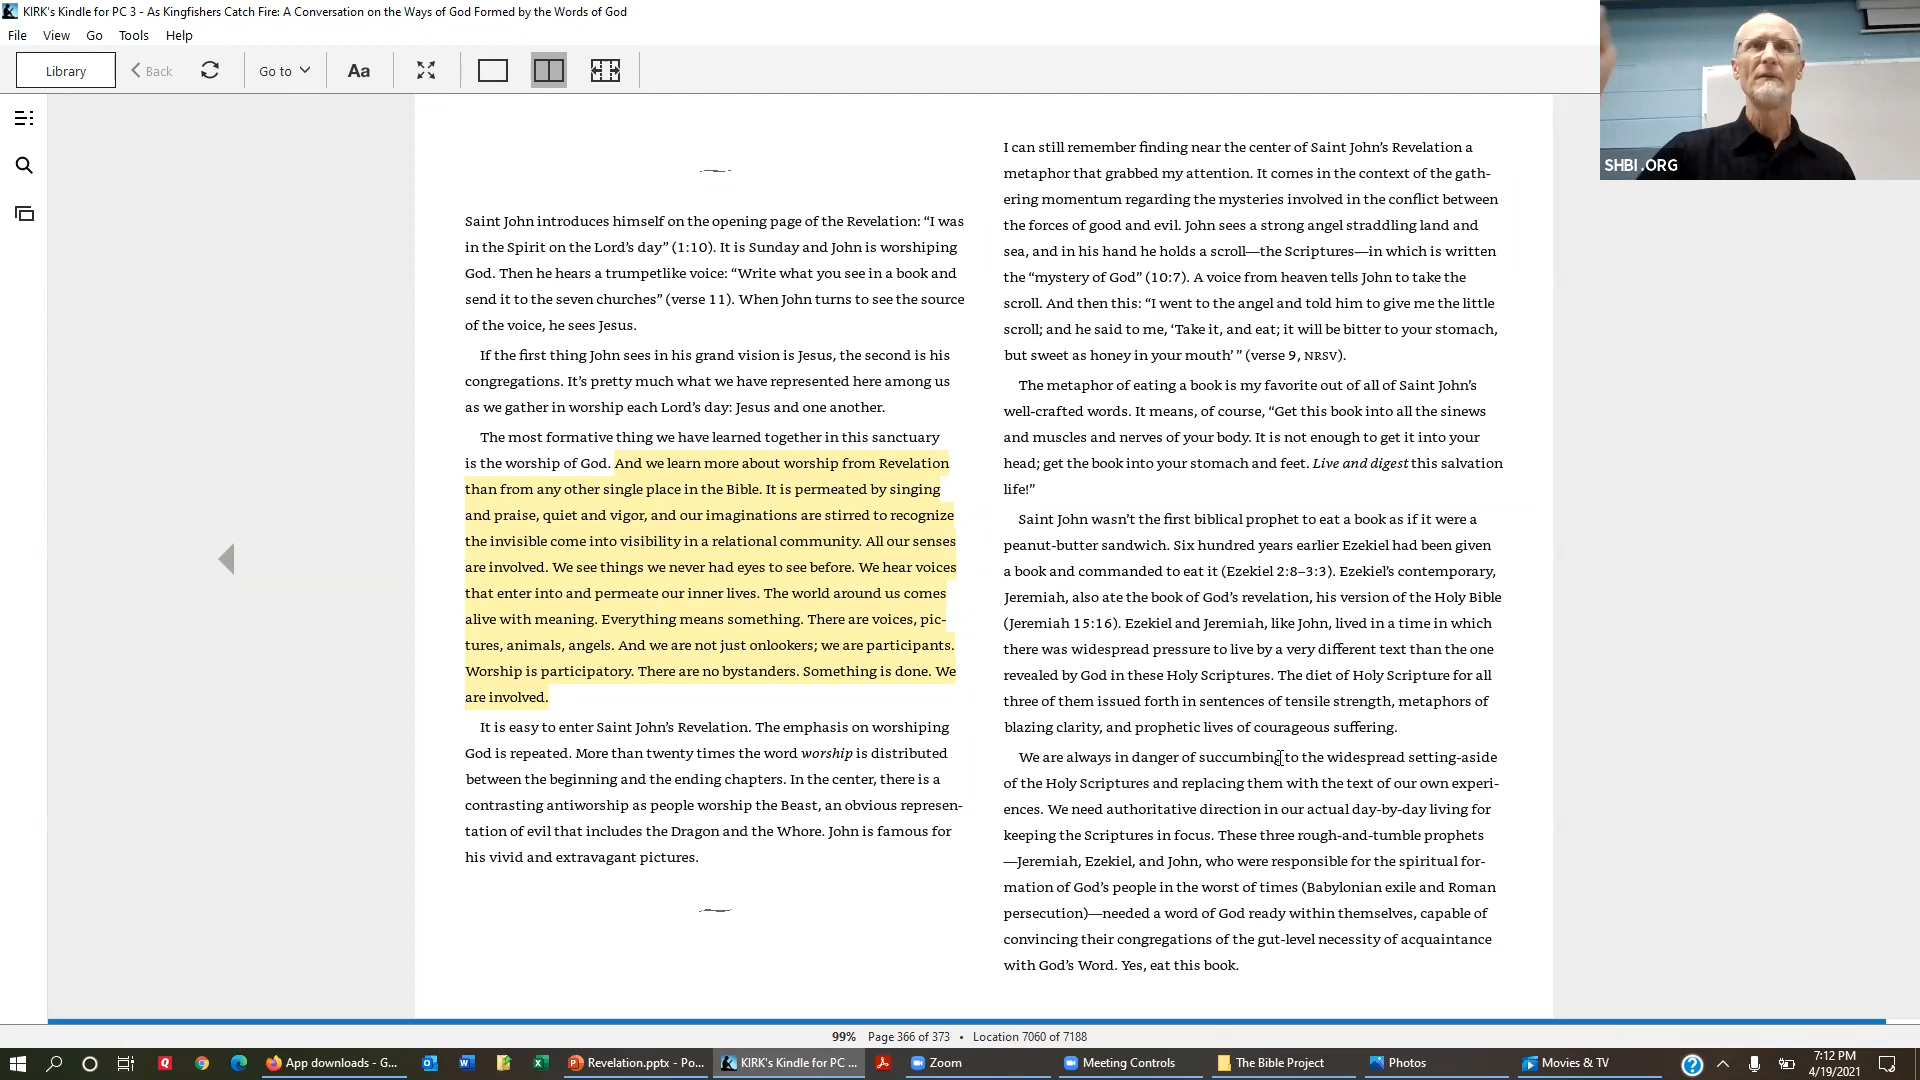 KIRK's Kindle for PC 3 - As Kingfishers Catch Fire: A Conversation on the Ways of God Formed by the Words of God
File View Go Tools Help
Library Back Go to Aa
SHBI.ORG
Saint John introduces himself on the opening page of the Revelation: “I was
in the Spirit on the Lord’s day” (1:10). It is Sunday and John is worshiping
God. Then he hears a trumpetlike voice: “Write what you see in a book and
send it to the seven churches” (verse 11). When John turns to see the source
of the voice, he sees Jesus.
If the first thing John sees in his grand vision is Jesus, the second is his
congregations. It’s pretty much what we have represented here among us
as we gather in worship each Lord’s day: Jesus and one another.
The most formative thing we have learned together in this sanctuary
is the worship of God. And we learn more about worship from Revelation
than from any other single place in the Bible. It is permeated by singing
and praise, quiet and vigor, and our imaginations are stirred to recognize
the invisible come into visibility in a relational community. All our senses
are involved. We see things we never had eyes to see before. We hear voices
that enter into and permeate our inner lives. The world around us comes
alive with meaning. Everything means something. There are voices, pic-
tures, animals, angels. And we are not just onlookers; we are participants.
Worship is participatory. There are no bystanders. Something is done. We
are involved.
It is easy to enter Saint John’s Revelation. The emphasis on worshiping
God is repeated. More than twenty times the word worship is distributed
between the beginning and the ending chapters. In the center, there is a
contrasting antiworship as people worship the Beast, an obvious represen-
tation of evil that includes the Dragon and the Whore. John is famous for
his vivid and extravagant pictures.
I can still remember finding near the center of Saint John’s Revelation a
metaphor that grabbed my attention. It comes in the context of the gath-
ering momentum regarding the mysteries involved in the conflict between
the forces of good and evil. John sees a strong angel straddling land and
sea, and in his hand he holds a scroll—the Scriptures—in which is written
the “mystery of God” (10:7). A voice from heaven tells John to take the
scroll. And then this: “I went to the angel and told him to give me the little
scroll; and he said to me, ‘Take it, and eat; it will be bitter to your stomach,
but sweet as honey in your mouth’ ” (verse 9, NRSV).
The metaphor of eating a book is my favorite out of all of Saint John’s
well-crafted words. It means, of course, “Get this book into all the sinews
and muscles and nerves of your body. It is not enough to get it into your
head; get the book into your stomach and feet. Live and digest this salvation
life!”
Saint John wasn’t the first biblical prophet to eat a book as if it were a
peanut-butter sandwich. Six hundred years earlier Ezekiel had been given
a book and commanded to eat it (Ezekiel 2:8–3:3). Ezekiel’s contemporary,
Jeremiah, also ate the book of God’s revelation, his version of the Holy Bible
(Jeremiah 15:16). Ezekiel and Jeremiah, like John, lived in a time in which
there was widespread pressure to live by a very different text than the one
revealed by God in these Holy Scriptures. The diet of Holy Scripture for all
three of them issued forth in sentences of tensile strength, metaphors of
blazing clarity, and prophetic lives of courageous suffering.
We are always in danger of succumbing to the widespread setting-aside
of the Holy Scriptures and replacing them with the text of our own experi-
ences. We need authoritative direction in our actual day-by-day living for
keeping the Scriptures in focus. These three rough-and-tumble prophets
—Jeremiah, Ezekiel, and John, who were responsible for the spiritual for-
mation of God’s people in the worst of times (Babylonian exile and Roman
persecution)—needed a word of God ready within themselves, capable of
convincing their congregations of the gut-level necessity of acquaintance
with God’s Word. Yes, eat this book.
99% Page 366 of 373 • Location 7060 of 7188
App downloads - G... Revelation.pptx - Po... KIRK's Kindle for PC ... Zoom Meeting Controls The Bible Project Photos Movies & TV 7:12 PM
4/19/2021